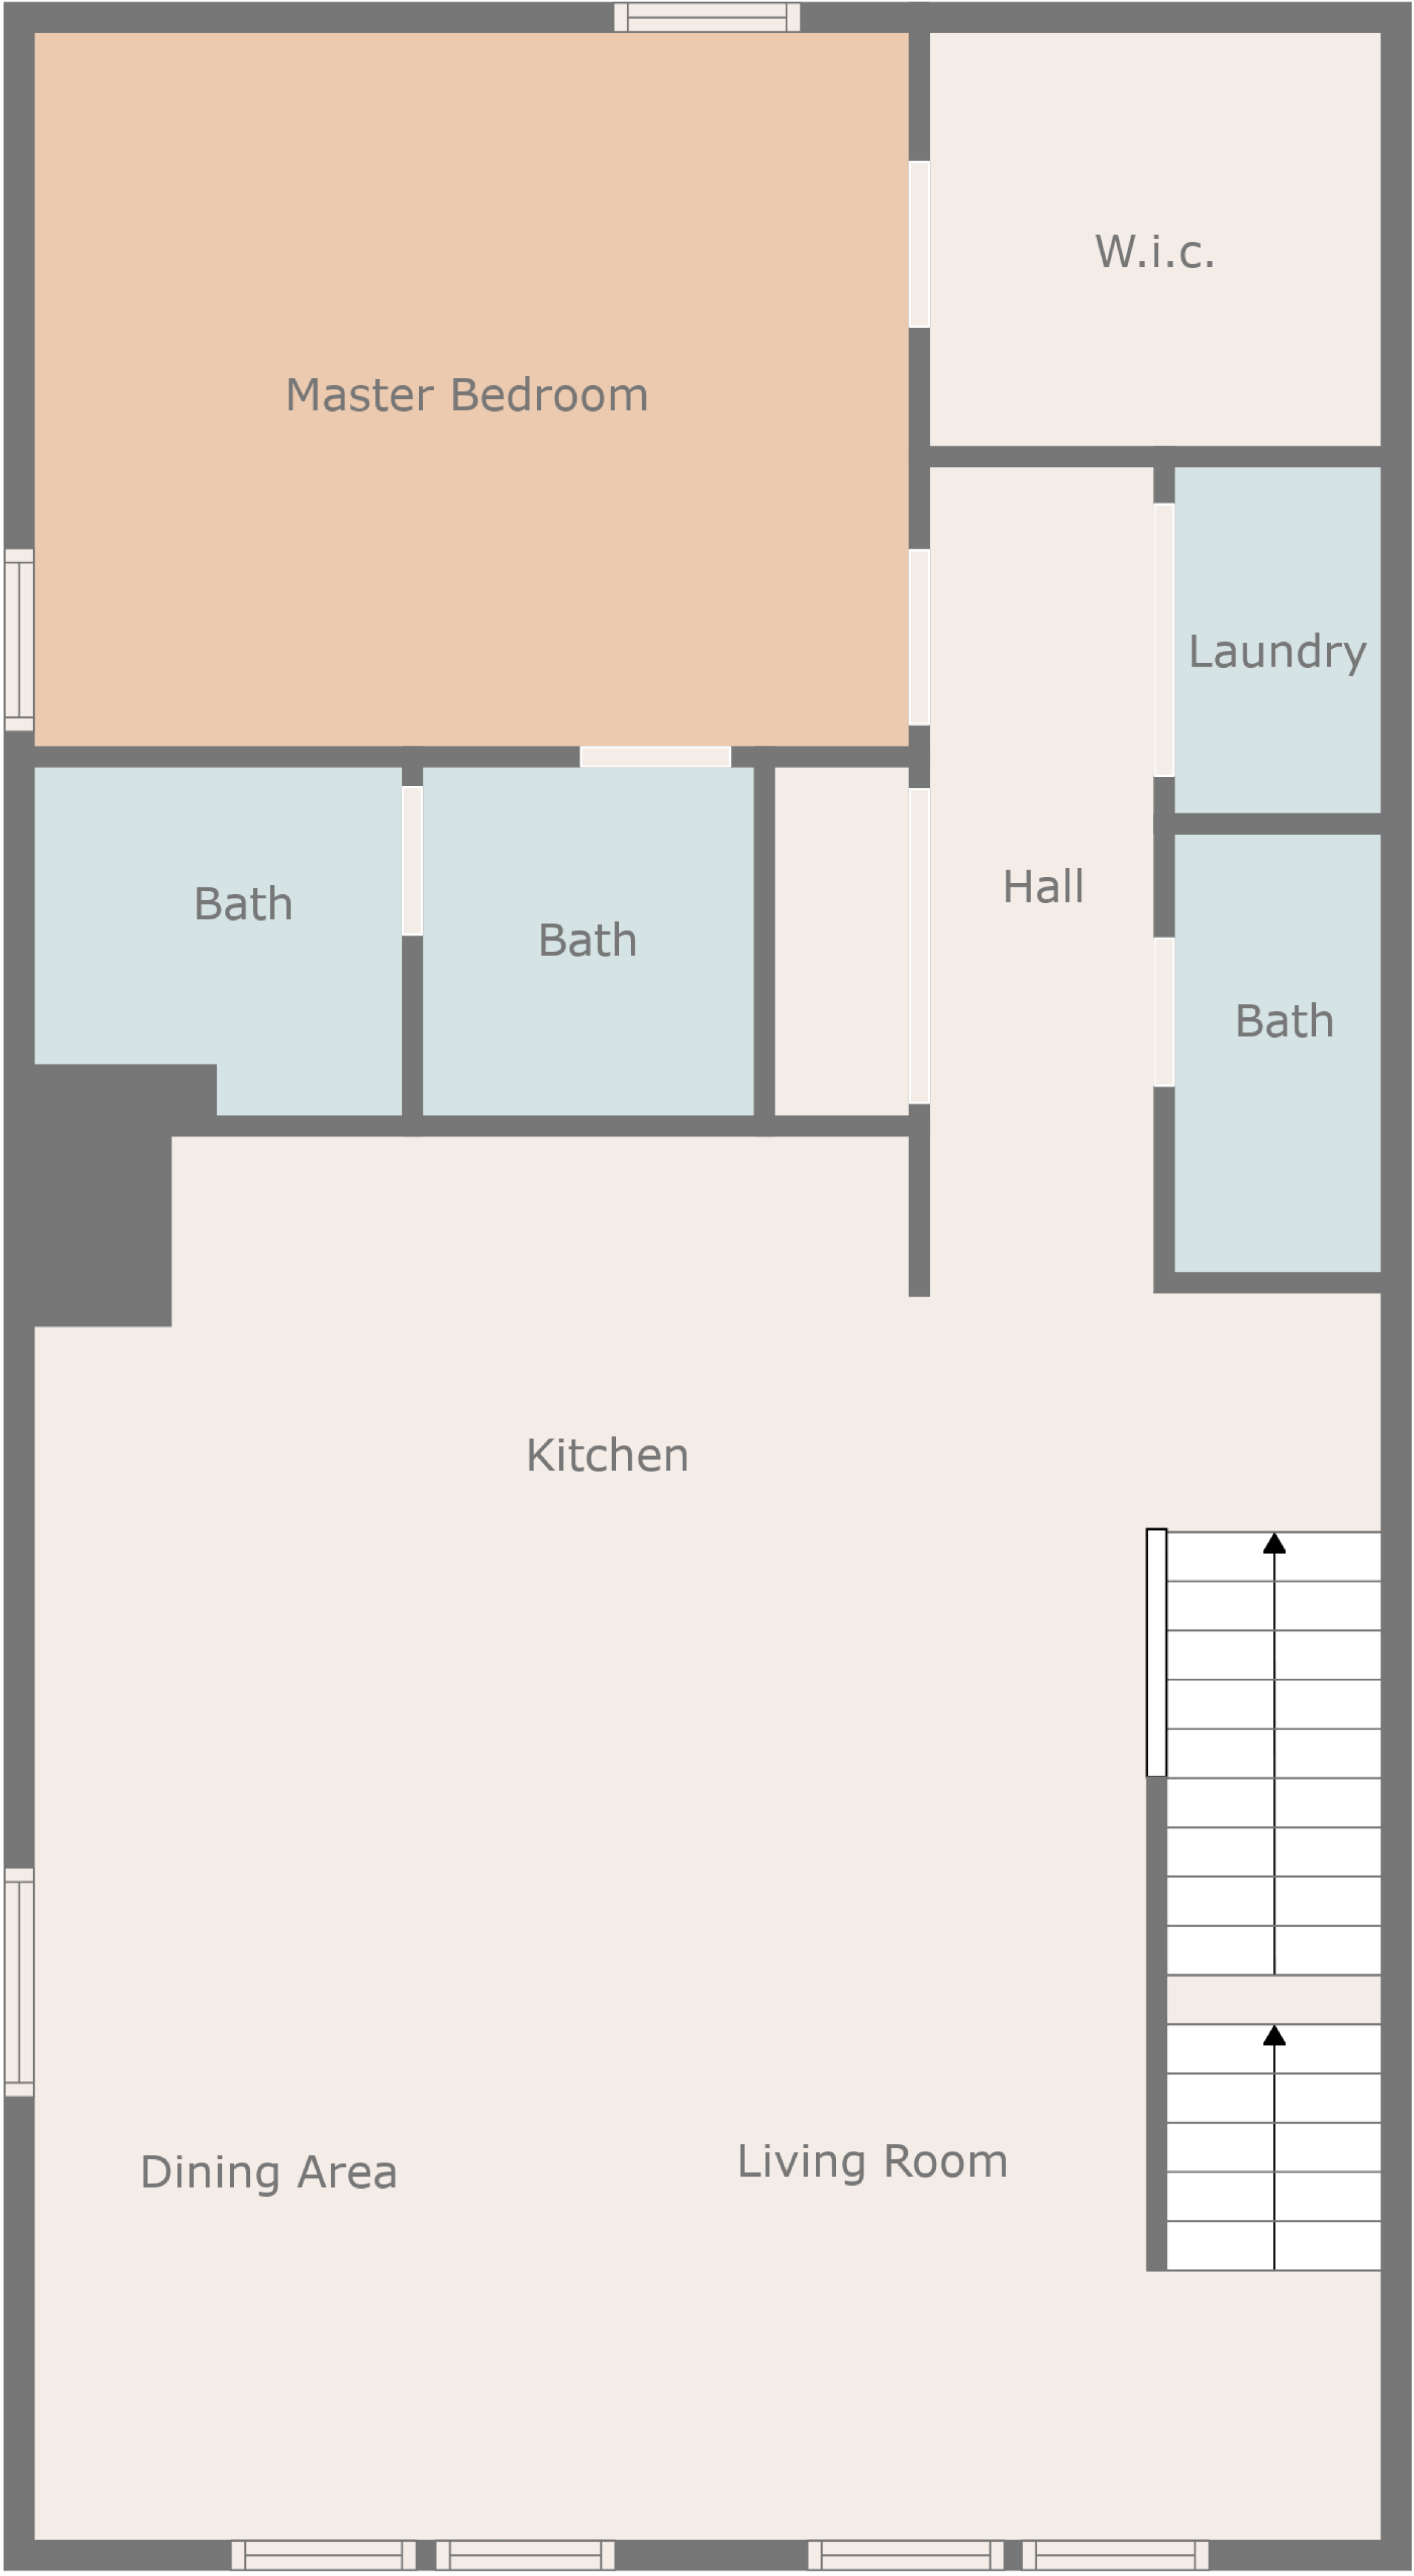 W.i.c.
Master Bedroom
Laundry
Hall
Bath
Bath
Bath
Kitchen
Living Room
Dining Area